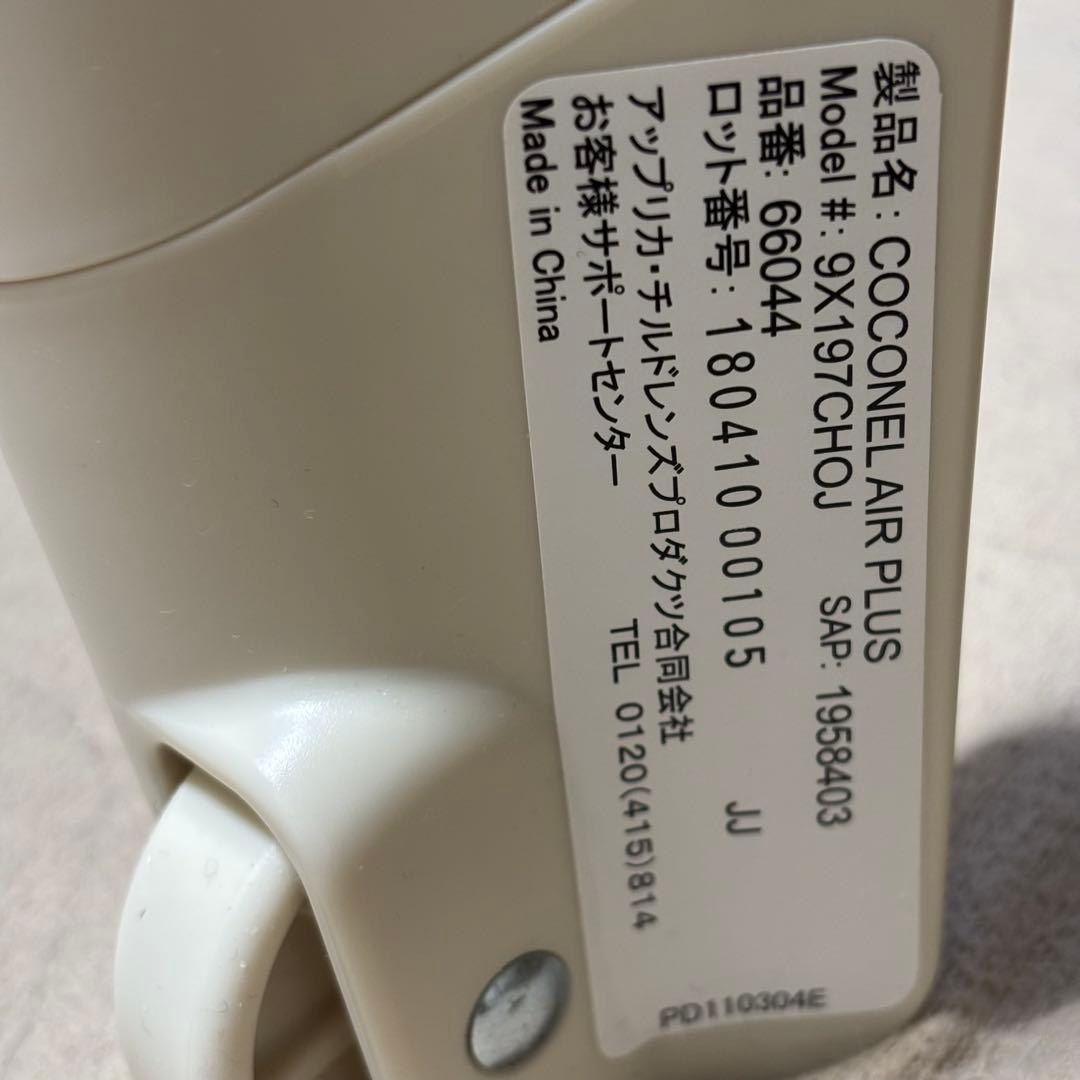 製品名: COCONEL AIR PLUS
Model #: 9X197CHOJ SAP: 1958403
品番: 66044
ロット番号: 18041000105 JJ
アップリカ・チルドレンズプロダクツ合同会社
お客様サポートセンター TEL 0120(415)814
Made in China
PD110304E